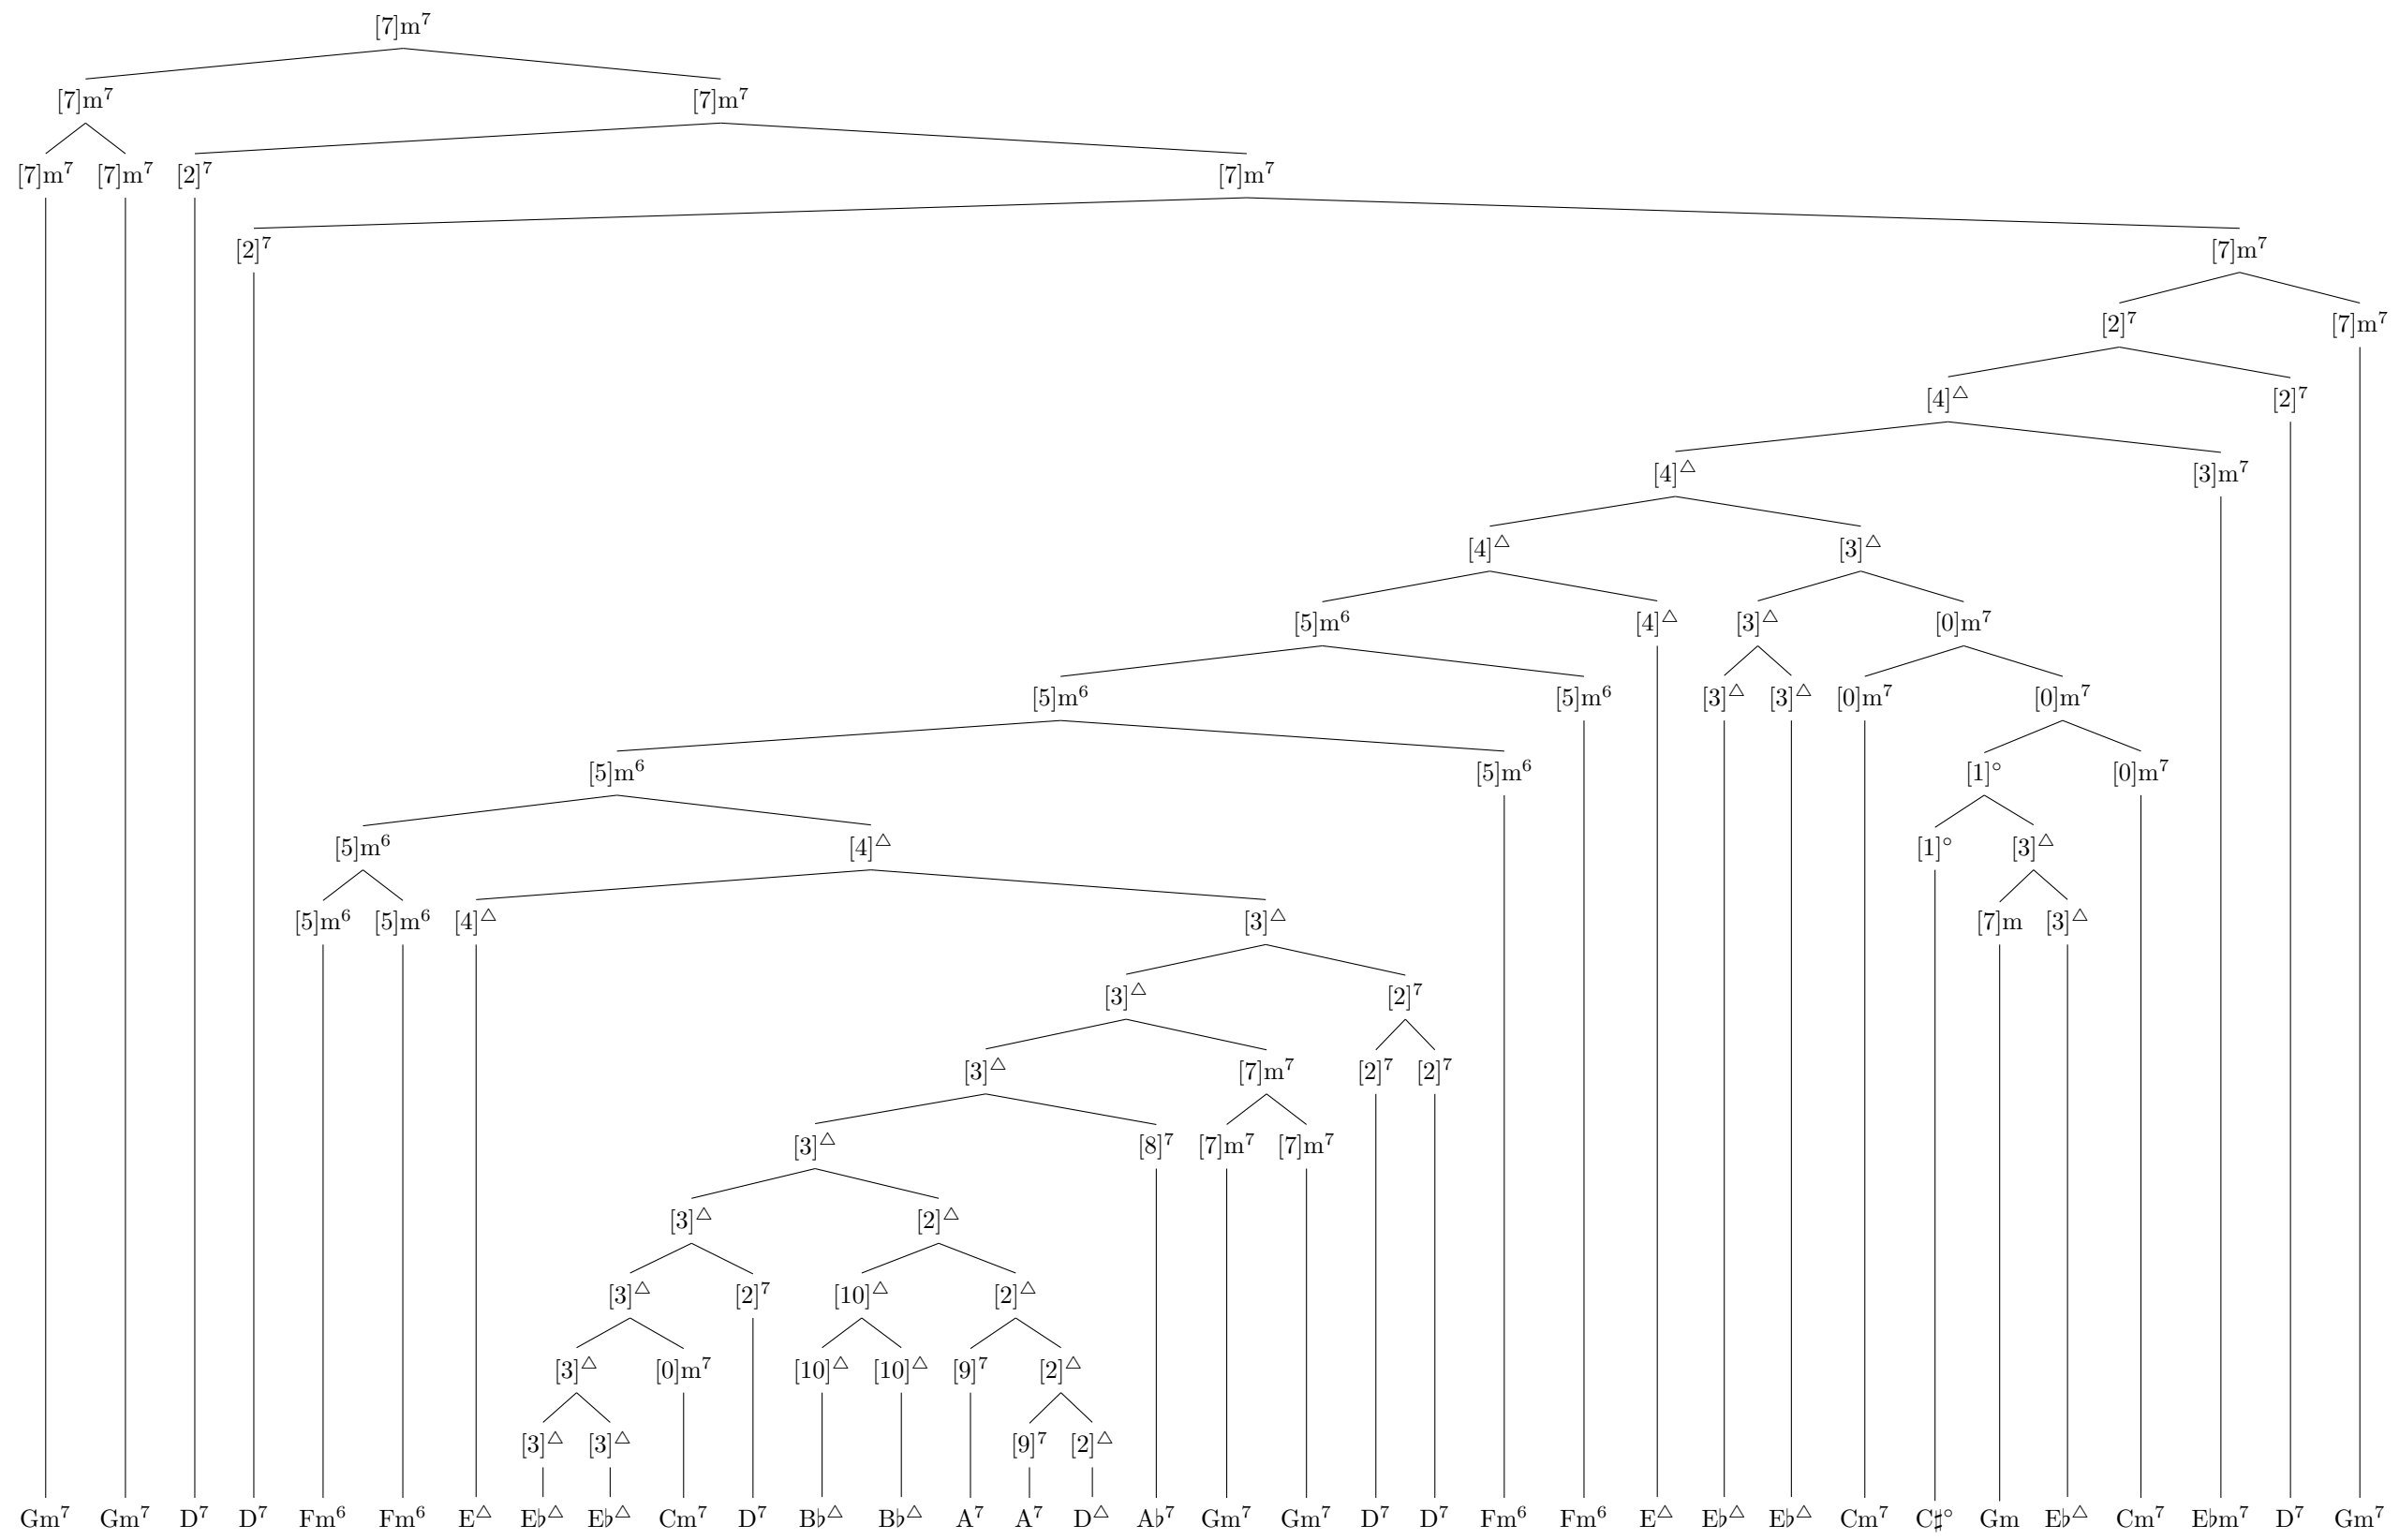 [7]m⁷
[7]m⁷ [7]m⁷
[7]m⁷ [7]m⁷ [2]⁷ [7]m⁷
[2]⁷ [7]m⁷
[2]⁷ [7]m⁷
[4]△ [2]⁷
[4]△ [3]m⁷
[4]△ [3]△
[5]m⁶ [4]△ [3]△ [0]m⁷
[5]m⁶ [5]m⁶ [3]△ [3]△ [0]m⁷ [0]m⁷
[5]m⁶ [5]m⁶ [1]° [0]m⁷
[5]m⁶ [4]△ [1]° [3]△
[5]m⁶ [5]m⁶ [4]△ [3]△ [7]m [3]△
[3]△ [2]⁷
[3]△ [7]m⁷ [2]⁷ [2]⁷
[3]△ [8]⁷ [7]m⁷ [7]m⁷
[3]△ [2]△
[3]△ [2]⁷ [10]△ [2]△
[3]△ [0]m⁷ [10]△ [10]△ [9]⁷ [2]△
[3]△ [3]△ [9]⁷ [2]△
Gm⁷ Gm⁷ D⁷ D⁷ Fm⁶ Fm⁶ E△ E♭△ E♭△ Cm⁷ D⁷ B♭△ B♭△ A⁷ A⁷ D△ A♭⁷ Gm⁷ Gm⁷ D⁷ D⁷ Fm⁶ Fm⁶ E△ E♭△ E♭△ Cm⁷ C♯° Gm E♭△ Cm⁷ E♭m⁷ D⁷ Gm⁷